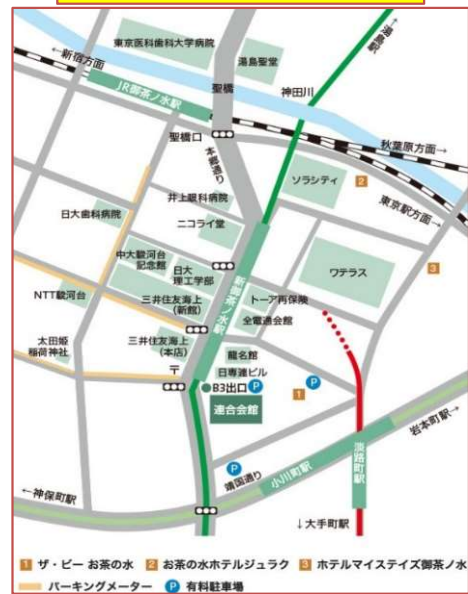 東京医科歯科大学病院
湯島聖堂
←湯島駅
←新宿方面
聖橋
神田川
JR御茶ノ水駅
聖橋口
本郷通り
秋葉原方面→
ソラシティ
2
東京駅方面→
井上眼科病院
日大歯科病院
ニコライ堂
3
中大駿河台
記念館
日大
理工学部
ワテラス
新御茶ノ水駅
NTT駿河台
三井住友海上
(新館)
トーア再保険
全電通会館
太田姫
稲荷神社
三井住友海上
(本店)
龍名館
〒
日専連ビル
B3出口
P
1
P
連合会館
淡路町駅
岩本町駅→
P
靖国通り
小川町駅
←神保町駅
↓大手町駅
1 ザ・ビー お茶の水 2 お茶の水ホテルジュラク 3 ホテルマイステイズ御茶ノ水
パーキングメーター P 有料駐車場